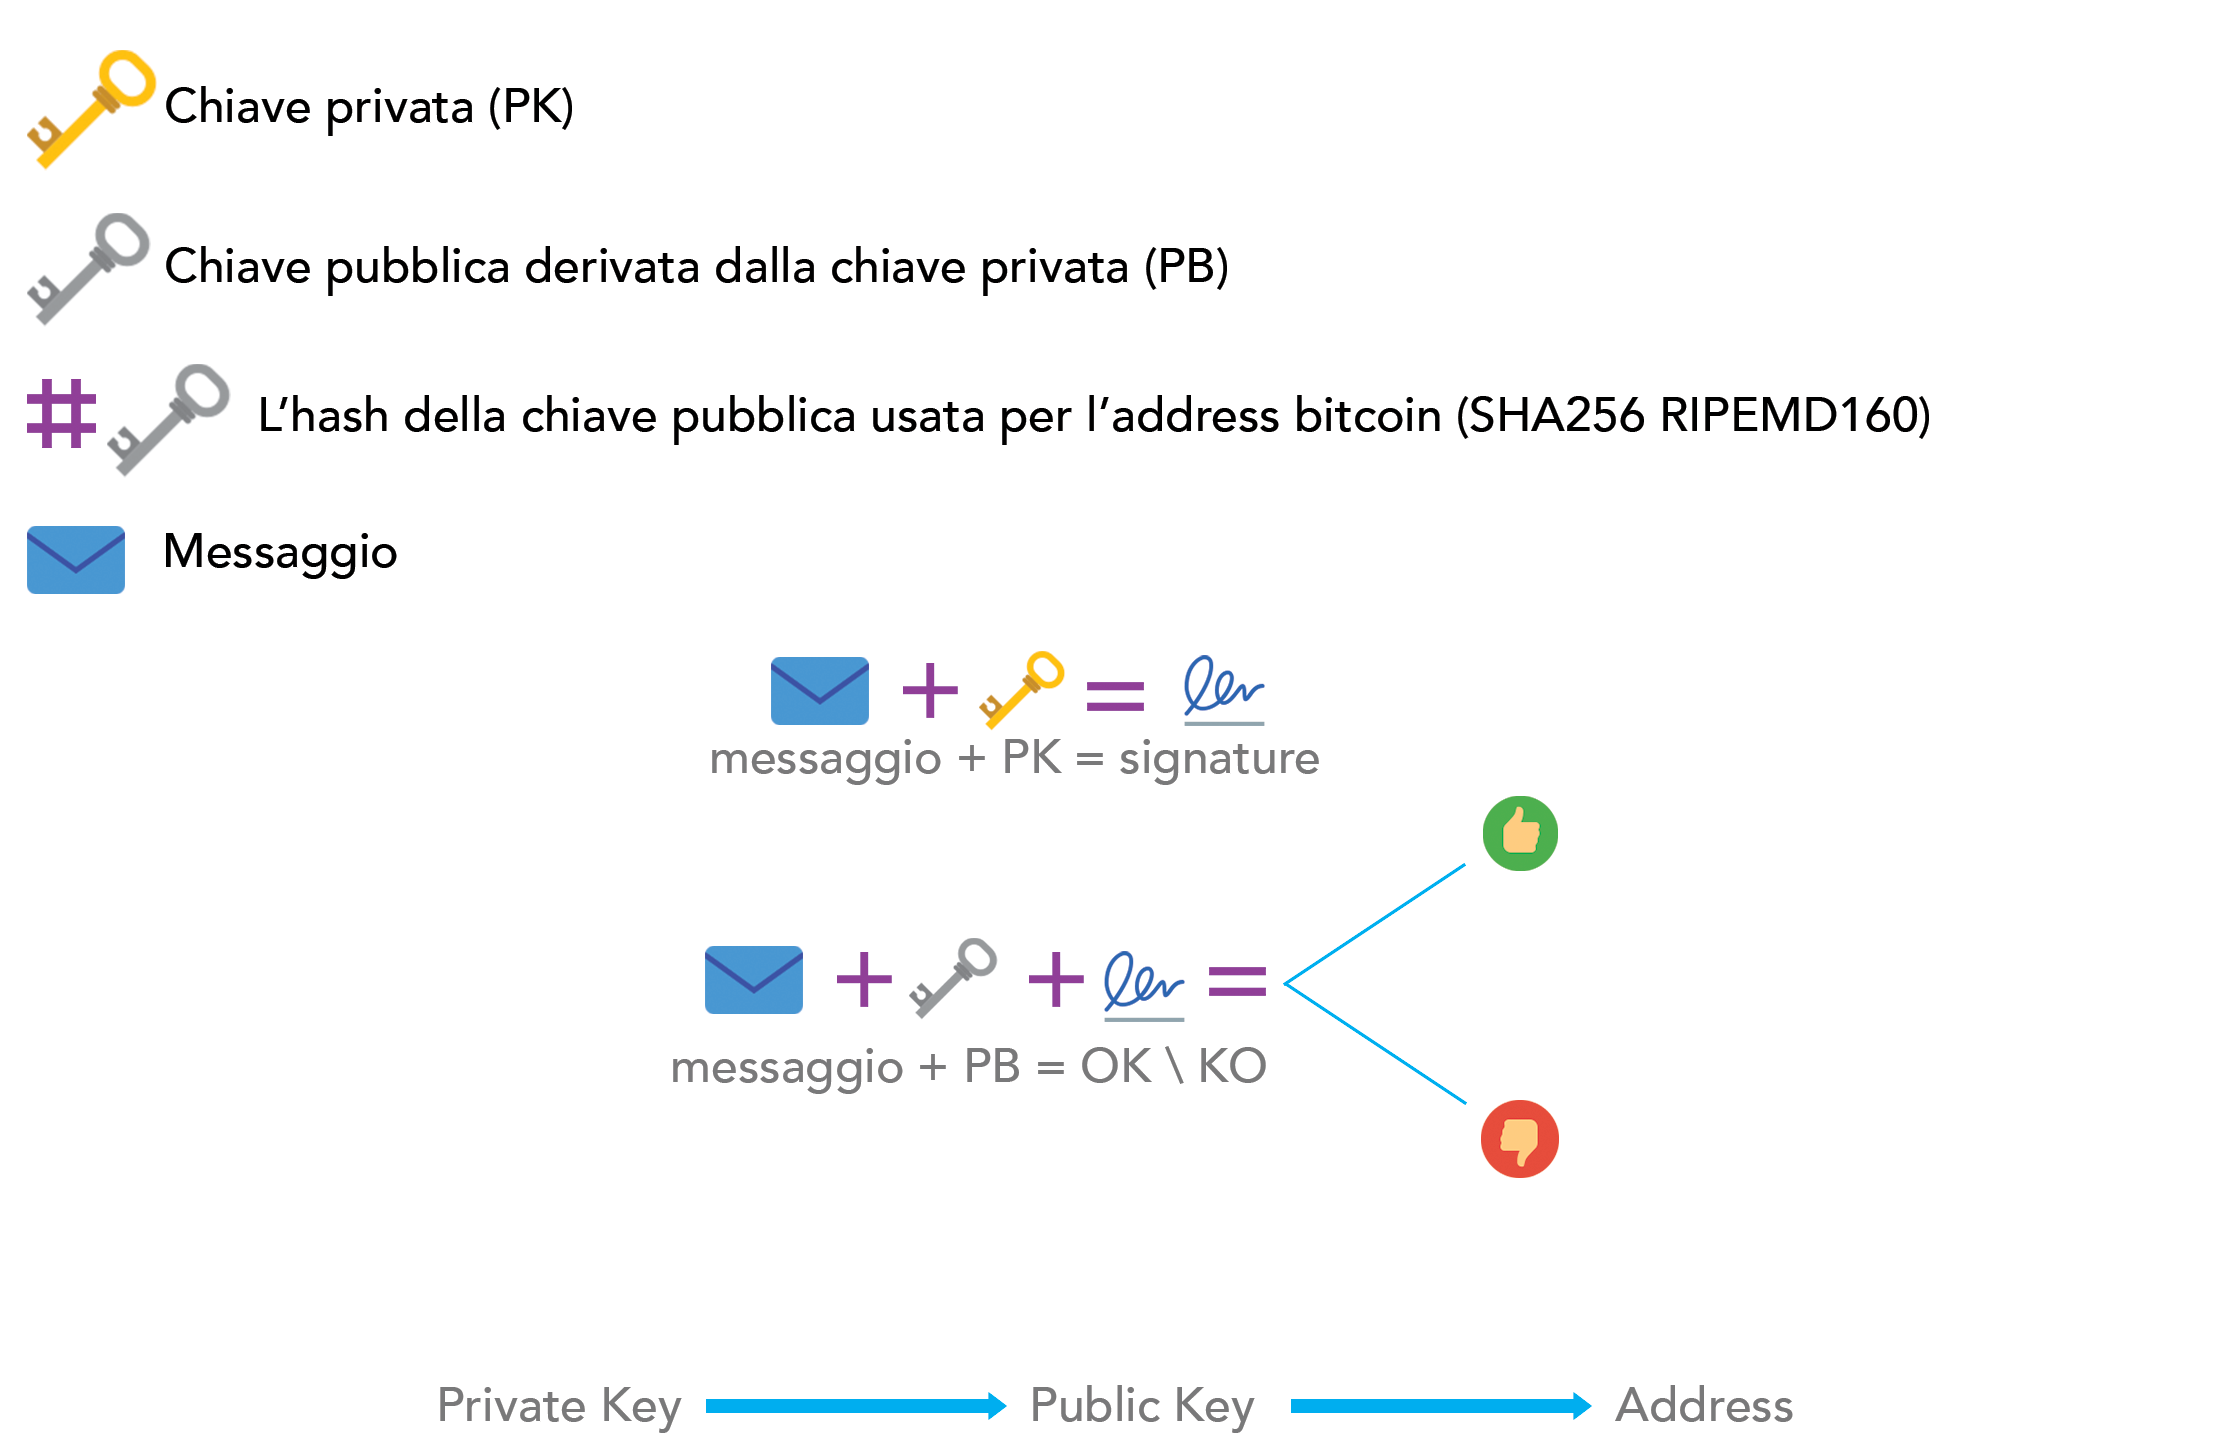 Chiave privata (PK)
Chiave pubblica derivata dalla chiave privata (PB)
# L’hash della chiave pubblica usata per l’address bitcoin (SHA256 RIPEMD160)
Messaggio
+ =
messaggio + PK = signature
+ + =
messaggio + PB = OK \ KO
Private Key Public Key Address